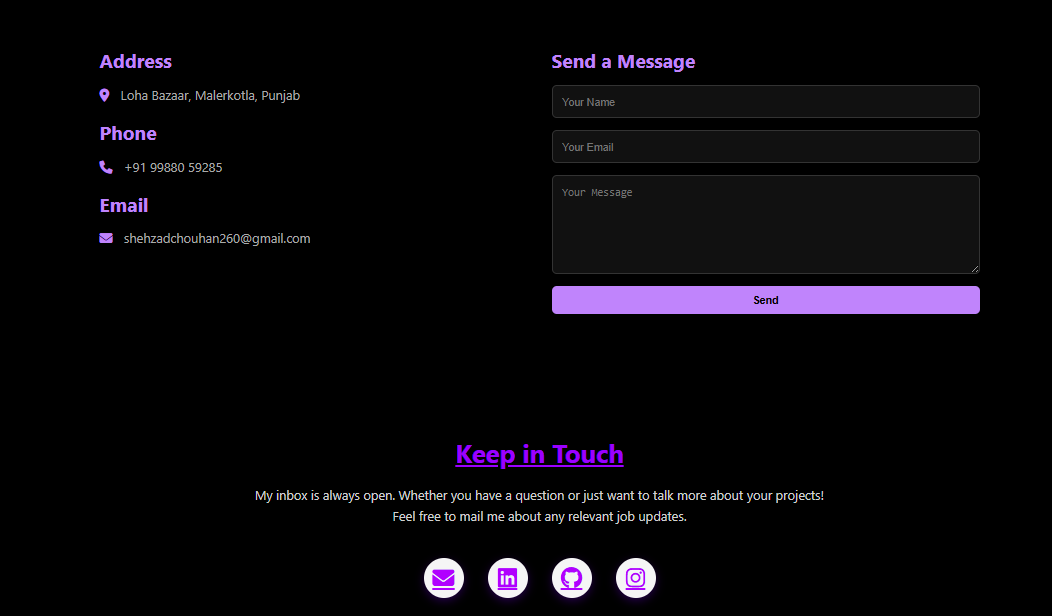 Address
Loha Bazaar, Malerkotla, Punjab
Phone
+91 99880 59285
Email
shehzadchouhan260@gmail.com
Send a Message
Your Name
Your Email
Your Message
Send
Keep in Touch
My inbox is always open. Whether you have a question or just want to talk more about your projects!
Feel free to mail me about any relevant job updates.